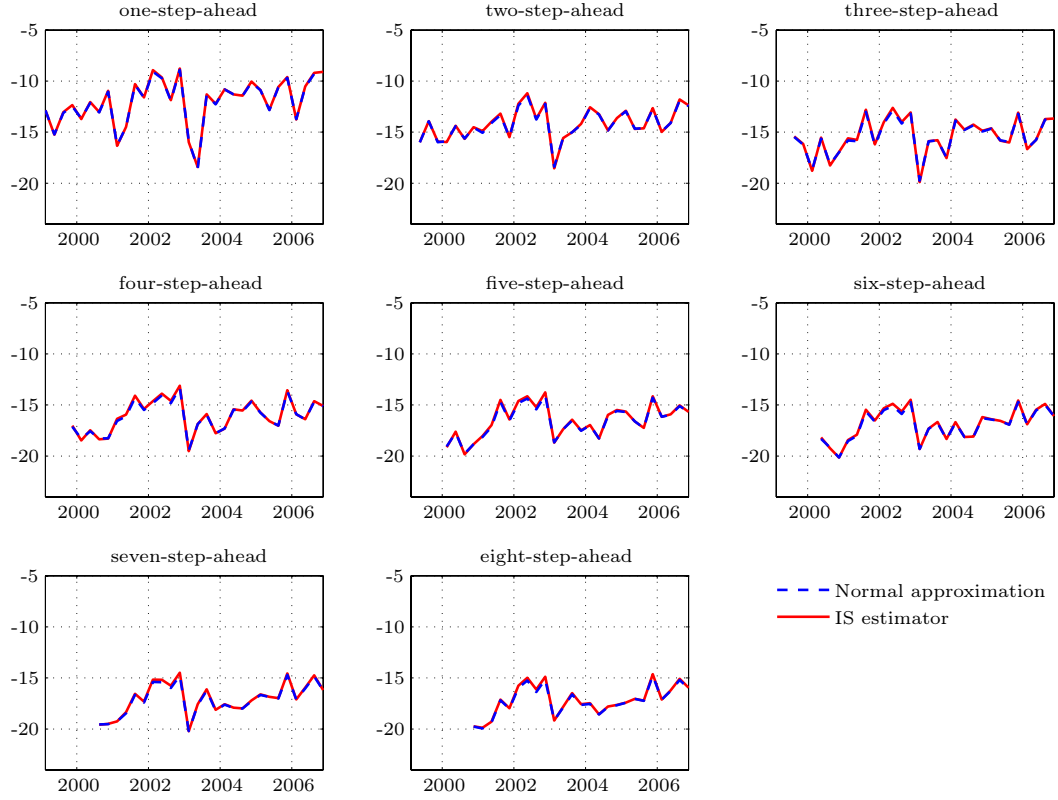 one-step-ahead two-step-ahead three-step-ahead
-5 -5 -5
-10 -10 -10
-15 -15 -15
-20 -20 -20
2000 2002 2004 2006 2000 2002 2004 2006 2000 2002 2004 2006
four-step-ahead five-step-ahead six-step-ahead
-5 -5 -5
-10 -10 -10
-15 -15 -15
-20 -20 -20
2000 2002 2004 2006 2000 2002 2004 2006 2000 2002 2004 2006
seven-step-ahead eight-step-ahead
-5 -5
-10 -10
-15 -15
-20 -20
2000 2002 2004 2006 2000 2002 2004 2006
Normal approximation
IS estimator